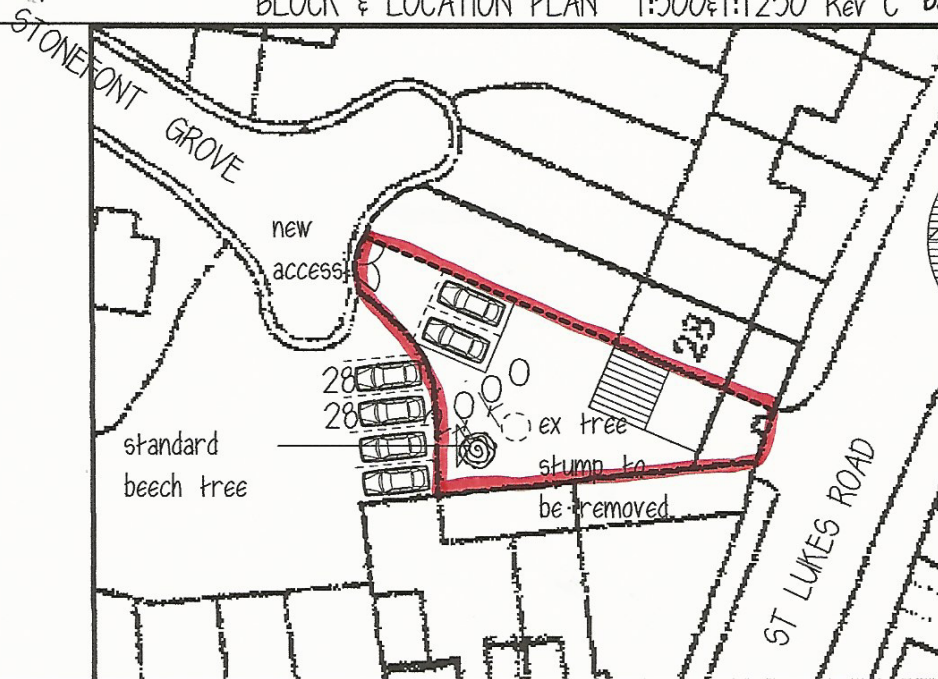 BLOCK & LOCATION PLAN 1:500&1:1250 Rev C
STONEFONT
GROVE
new
access
23
28
28
ex tree
standard
stump to
beech tree
be removed
ST LUKES ROAD